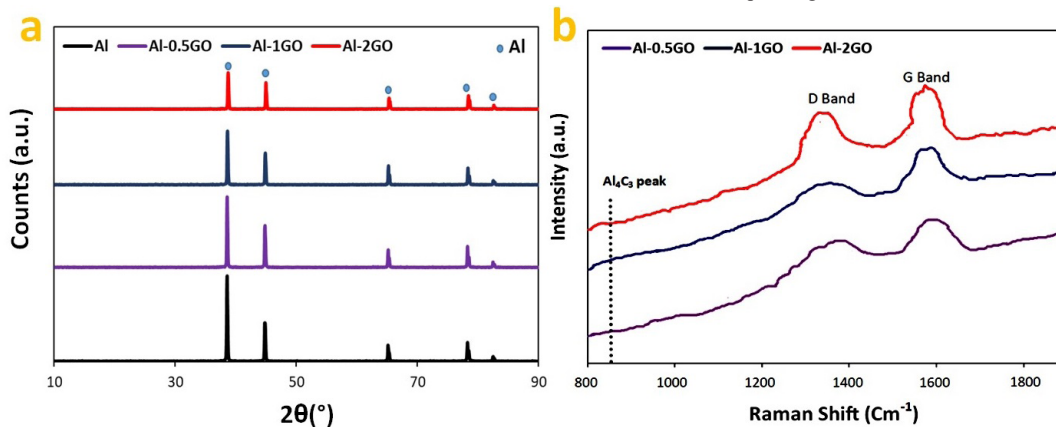 a
Al Al-0.5GO Al-1GO Al-2GO Al
Counts (a.u.)
10 30 50 70 90
2θ(°)
b
Al-0.5GO Al-1GO Al-2GO
G Band
D Band
Al₄C₃ peak
Intensity (a.u.)
800 1000 1200 1400 1600 1800
Raman Shift (Cm⁻¹)